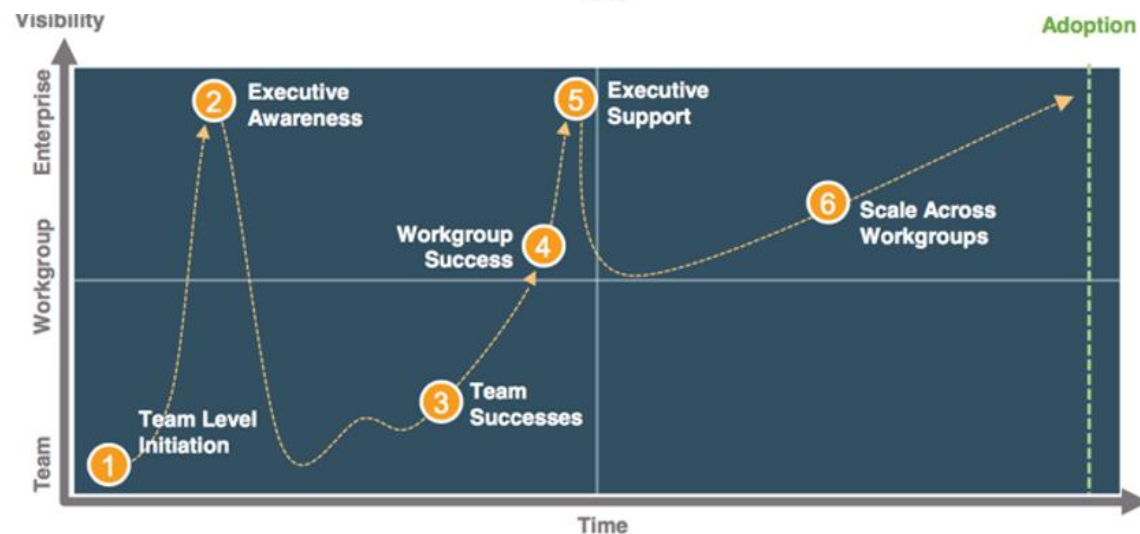 Visibility
Adoption
Enterprise
Workgroup
Team
2
Executive
Awareness
5
Executive
Support
6
Scale Across
Workgroups
Workgroup
Success
4
3
Team
Successes
Team Level
Initiation
1
Time